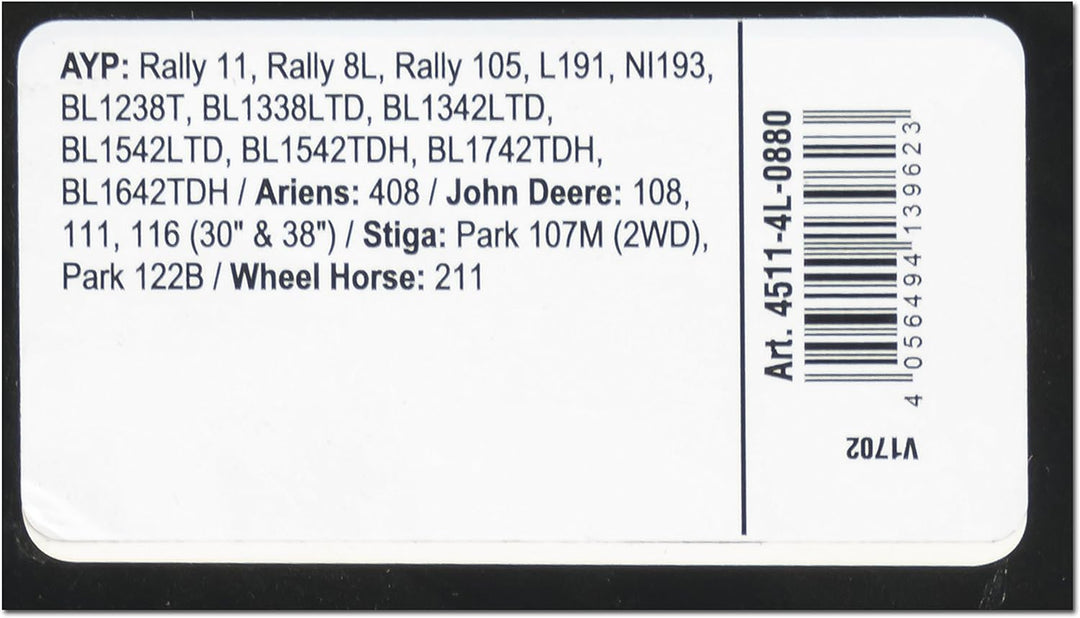 AYP: Rally 11, Rally 8L, Rally 105, L191, NI193,
BL1238T, BL1338LTD, BL1342LTD,
BL1542LTD, BL1542TDH, BL1742TDH,
BL1642TDH / Ariens: 408 / John Deere: 108,
111, 116 (30" & 38") / Stiga: Park 107M (2WD),
Park 122B / Wheel Horse: 211
Art. 4511-4L-0880
4 056494 139623
V1702